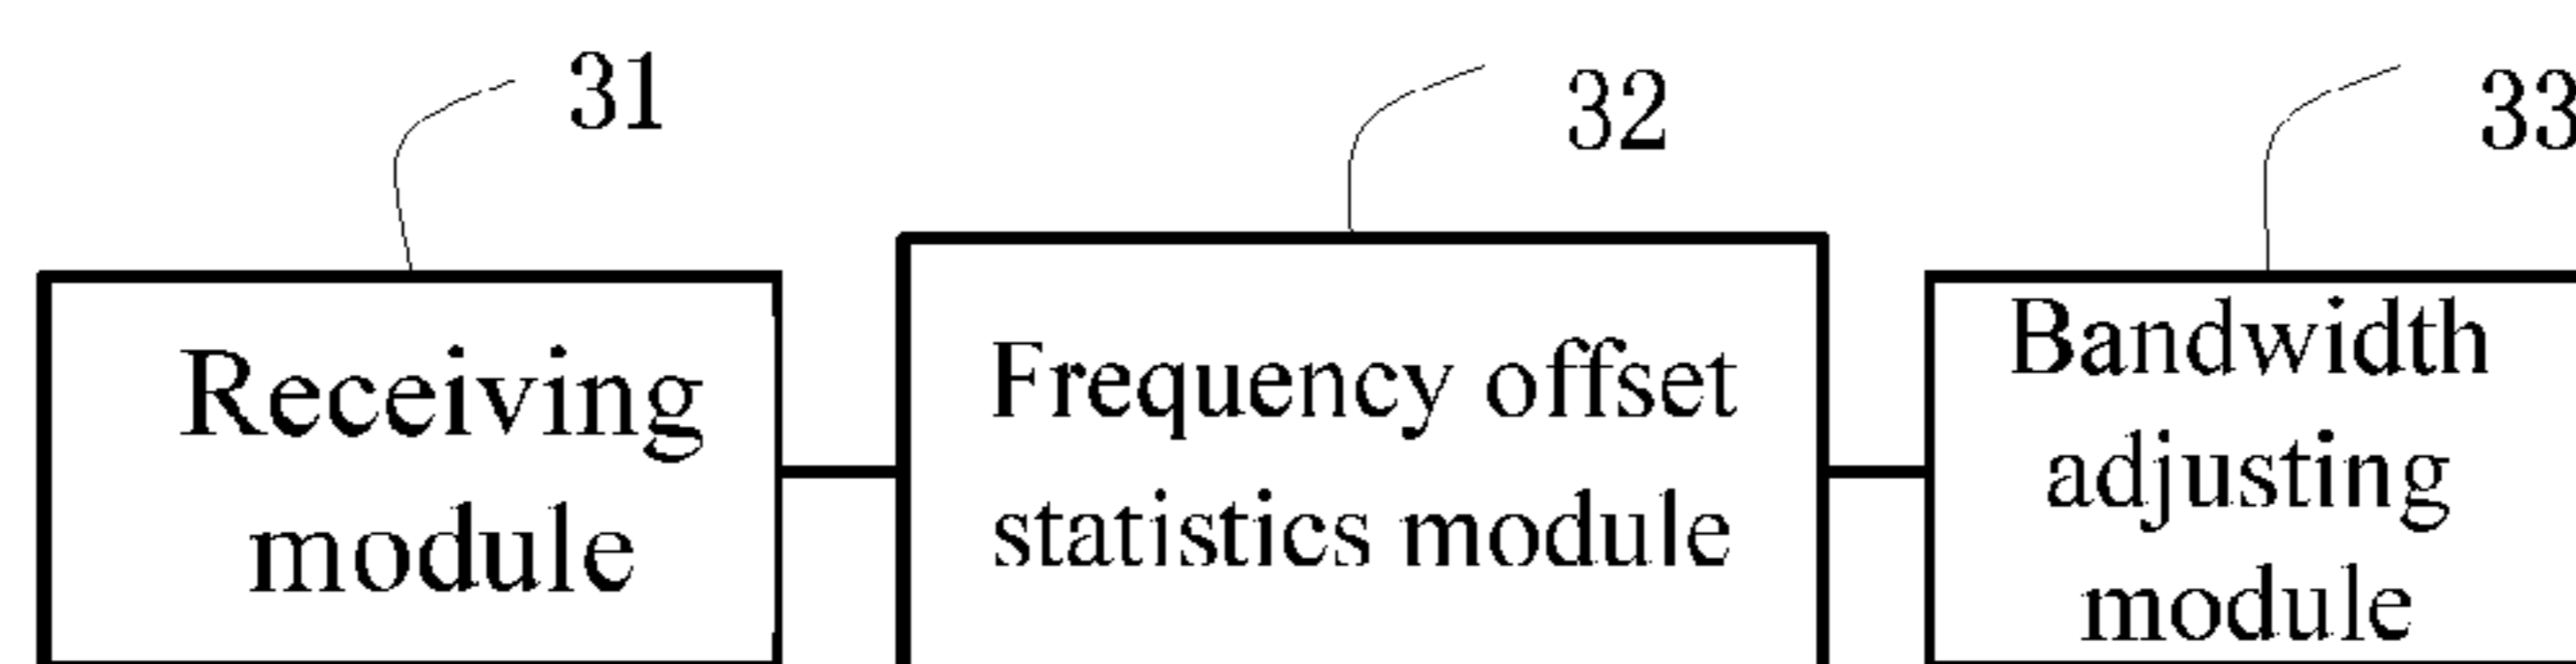 31
32
33
Receiving
module
Frequency offset
statistics module
Bandwidth
adjusting
module